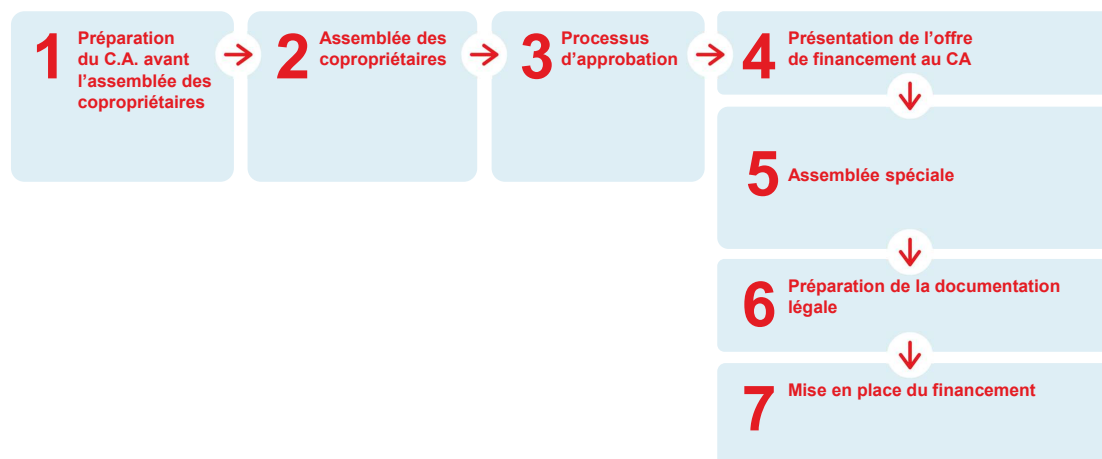 1
Préparation
du C.A. avant
l’assemblée des
copropriétaires
2
Assemblée des
copropriétaires
3
Processus
d’approbation
4
Présentation de l’offre
de financement au CA
5
Assemblée spéciale
6
Préparation de la documentation
légale
7
Mise en place du financement